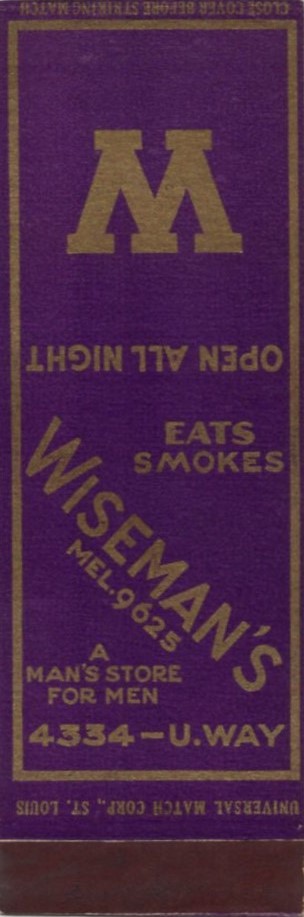 CLOSE COVER BEFORE STRIKING MATCH
W
OPEN ALL NIGHT
EATS
SMOKES
WISEMAN'S
MEL.9625
A
MAN'S STORE
FOR MEN
4334-U.WAY
UNIVERSAL MATCH CORP., ST. LOUIS